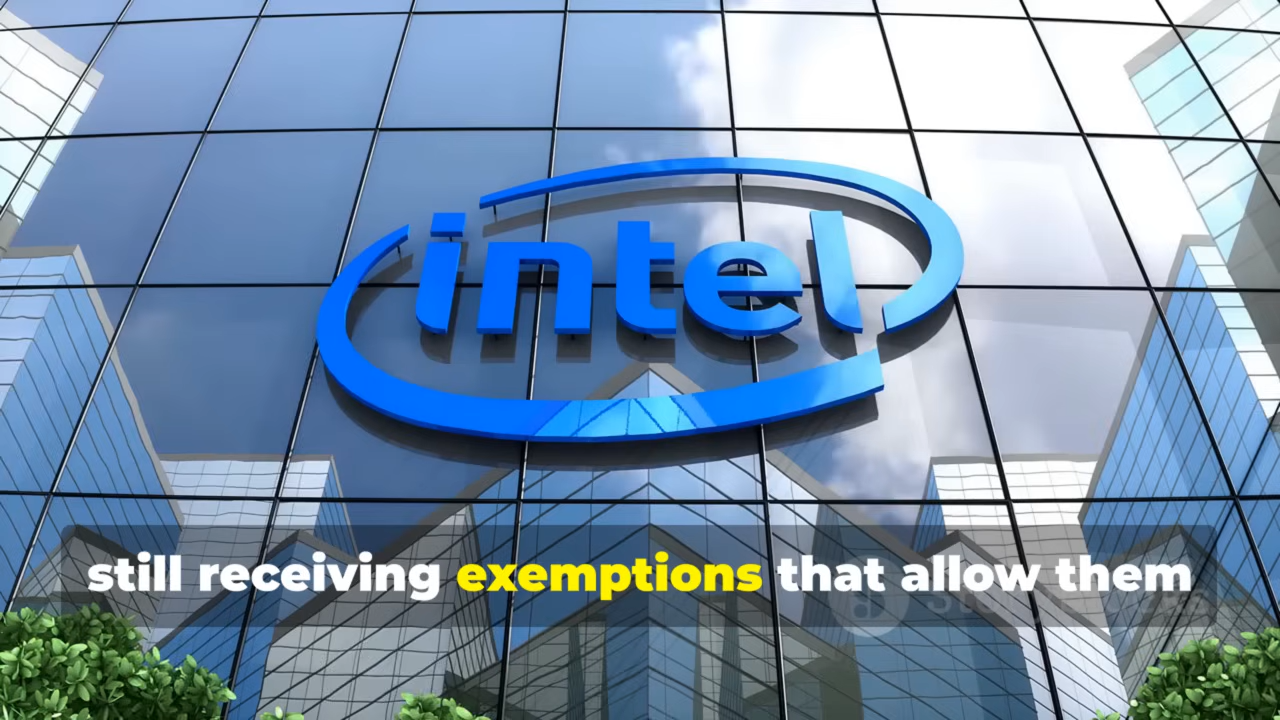 intel
still receiving exemptions that allow them